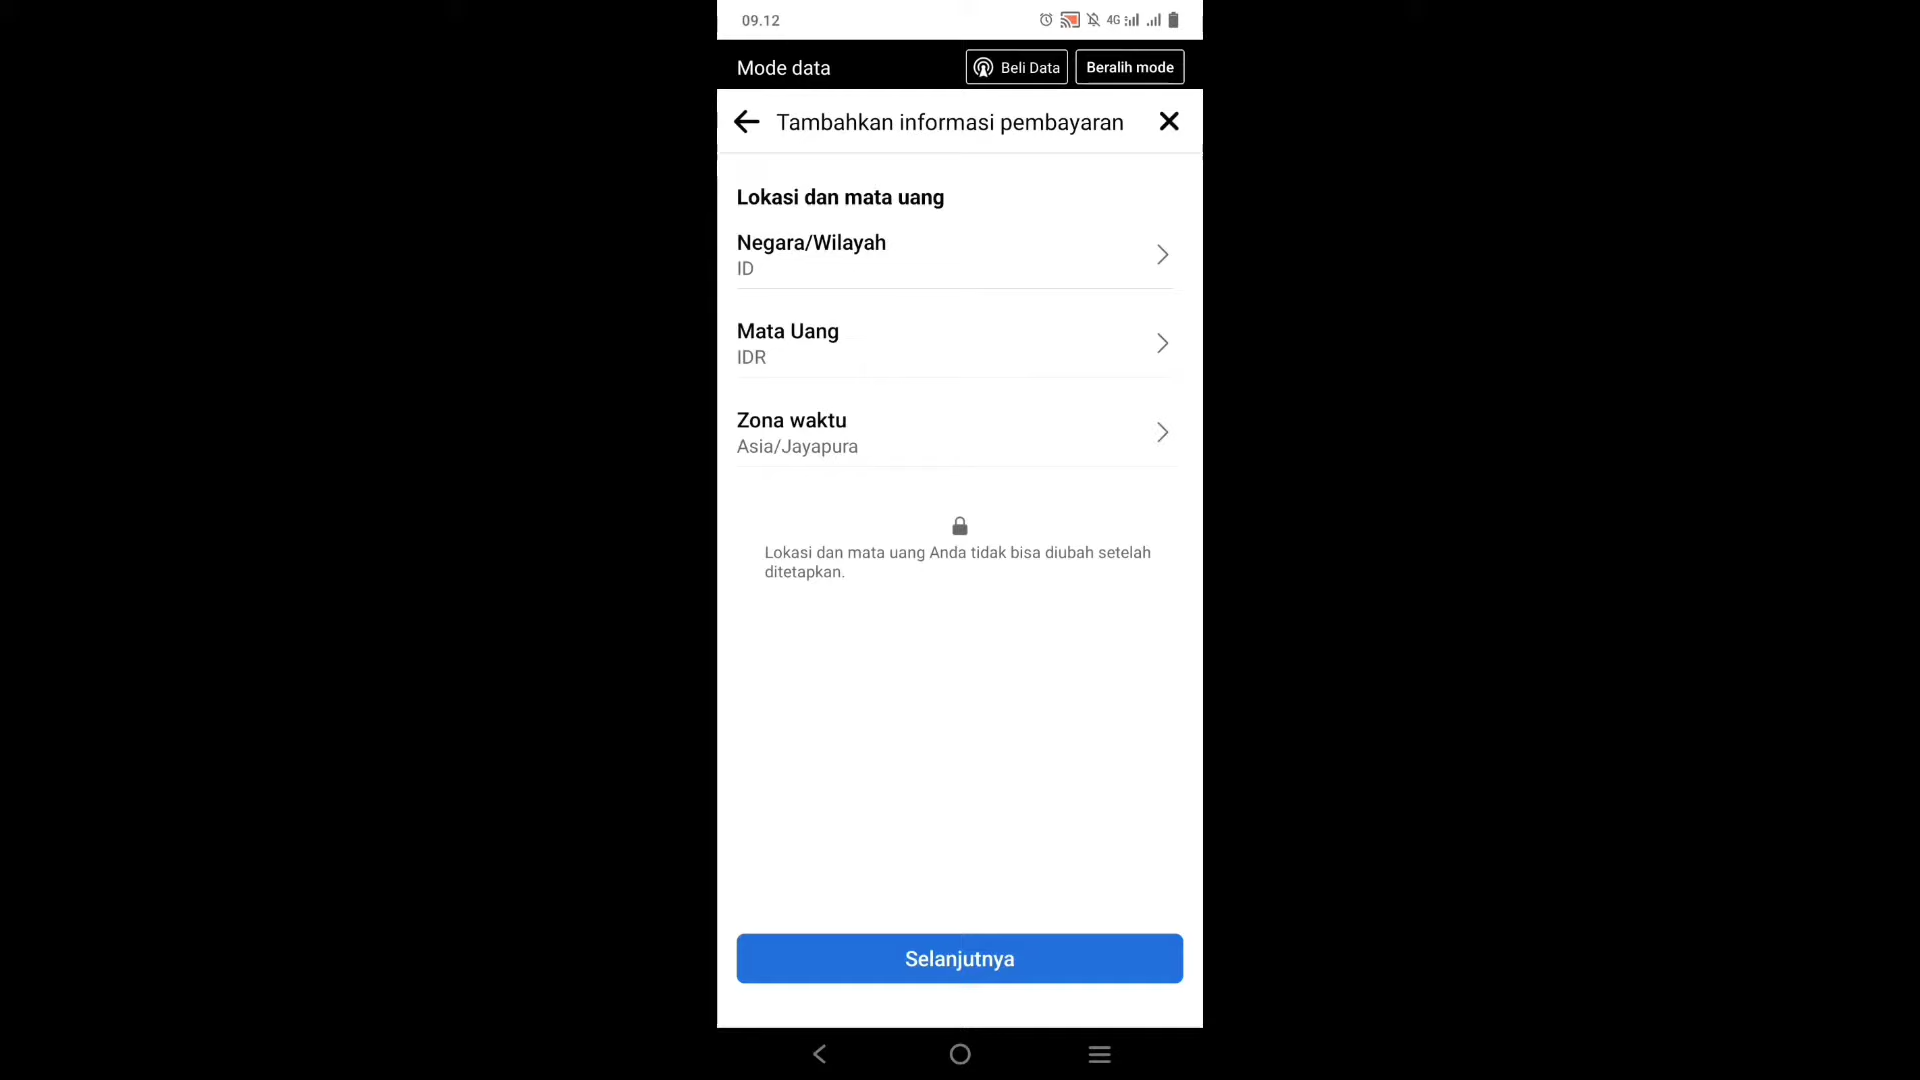 09.12
4G
Mode data
Beli Data
Beralih mode
Tambahkan informasi pembayaran
Lokasi dan mata uang
Negara/Wilayah
ID
Mata Uang
IDR
Zona waktu
Asia/Jayapura
Lokasi dan mata uang Anda tidak bisa diubah setelah
ditetapkan.
Selanjutnya